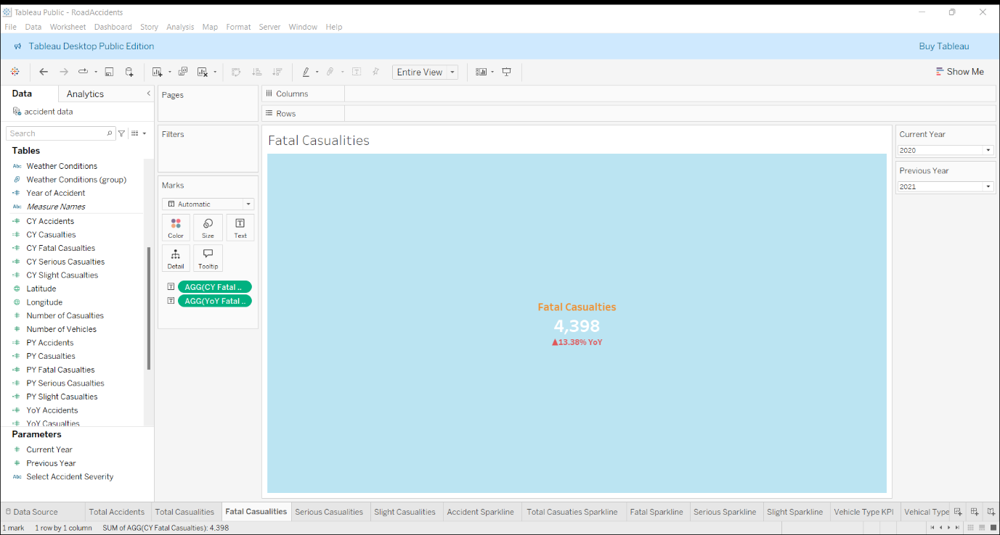 Tableau Public - RoadAccidents
File Data Worksheet Dashboard Story Analysis Map Format Server Window Help
Tableau Desktop Public Edition Buy Tableau
Entire View Show Me
Data Analytics
accident data
Search
Tables
Abc Weather Conditions
Weather Conditions (group)
# Year of Accident
Abc Measure Names
# CY Accidents
# CY Casualties
# CY Fatal Casualties
# CY Serious Casualties
# CY Slight Casualties
Latitude
Longitude
# Number of Casualties
# Number of Vehicles
# PY Accidents
# PY Casualties
# PY Fatal Casualties
# PY Serious Casualties
# PY Slight Casualties
# YoY Accidents
# YoY Casualties
Parameters
# Current Year
# Previous Year
Abc Select Accident Severity
Pages
Filters
Marks
T Automatic
Color Size T Text
Detail Tooltip
T AGG(CY Fatal ..
T AGG(YoY Fatal ..
Columns
Rows
Fatal Casualities
Fatal Casualties
4,398
▲13.38% YoY
Current Year
2020
Previous Year
2021
Data Source Total Accidents Total Casualities Fatal Casualities Serious Casualities Slight Casualities Accident Sparkline Total Casuaties Sparkline Fatal Sparkline Serious Sparkline Slight Sparkline Vehicle Type KPI Vehical Type
1 mark 1 row by 1 column SUM of AGG(CY Fatal Casualties): 4,398